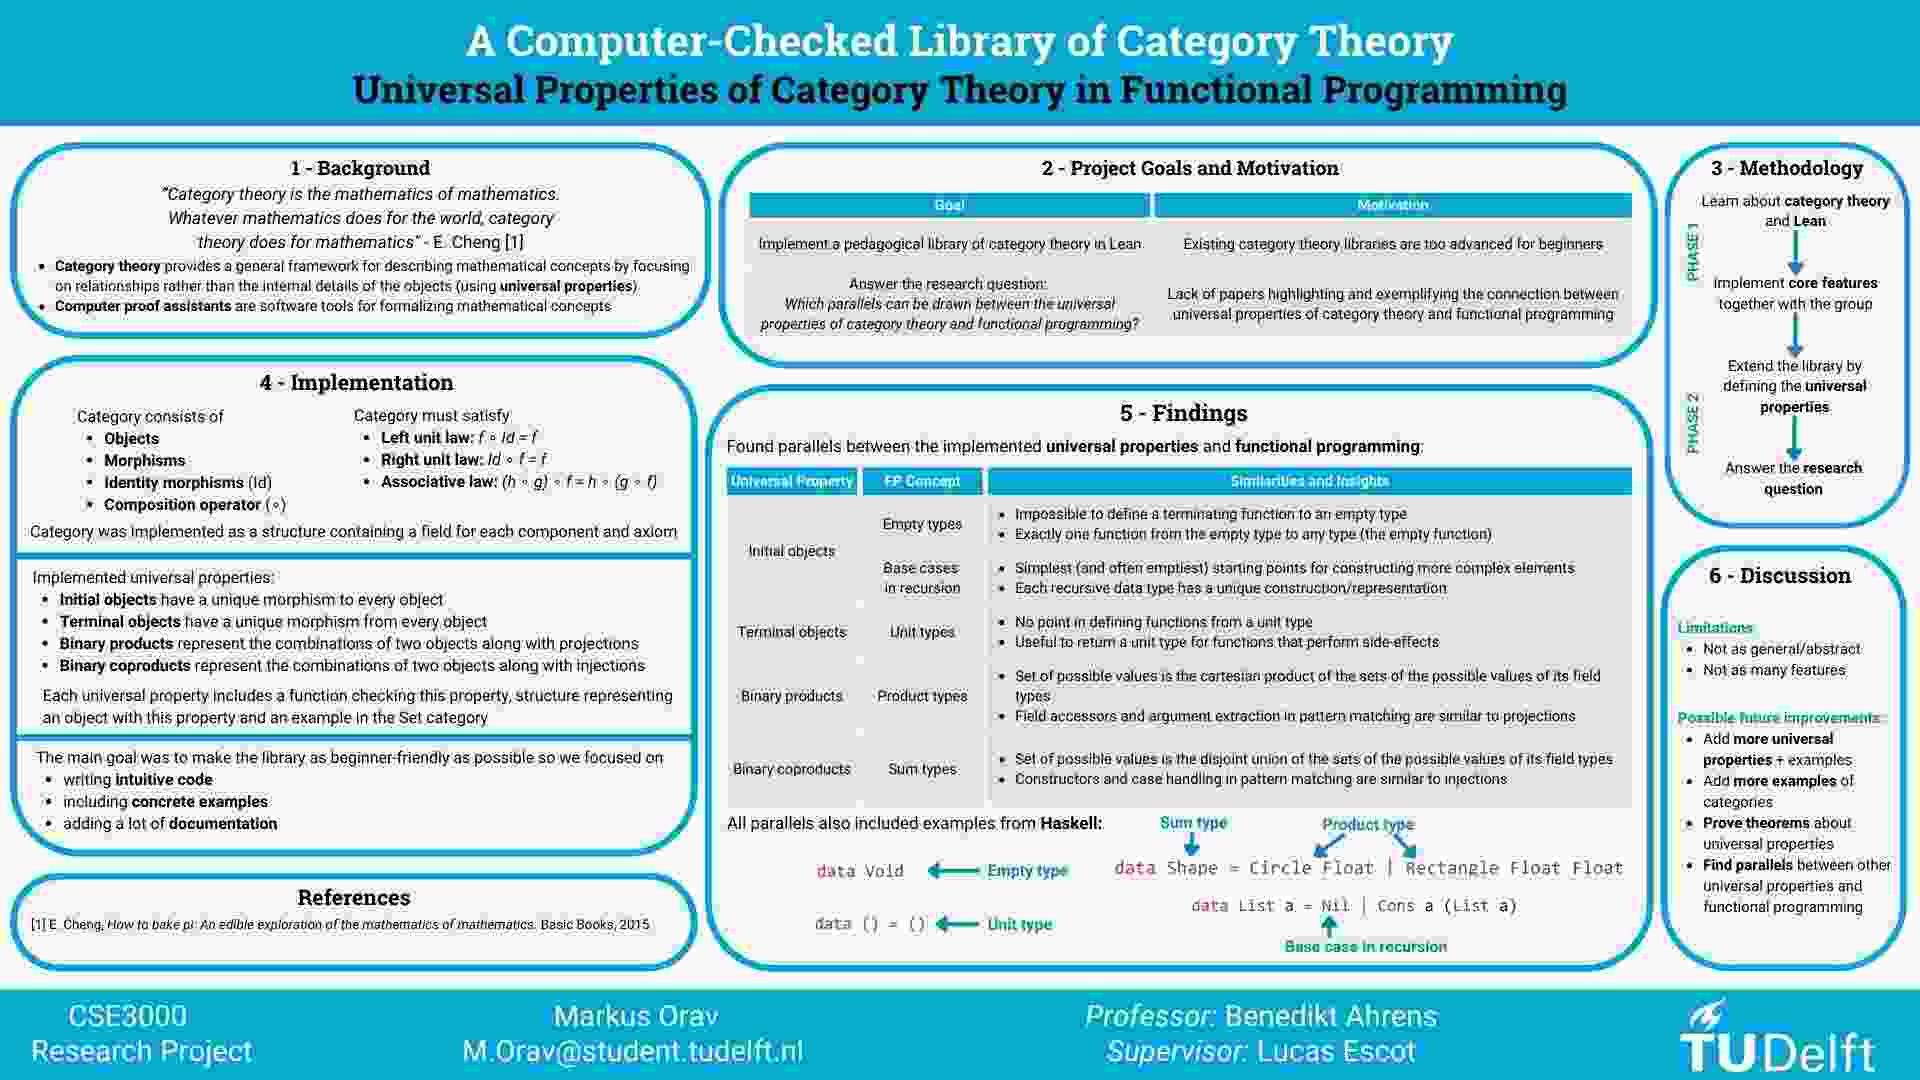 A Computer-Checked Library of Category Theory
Universal Properties of Category Theory in Functional Programming
1 - Background
"Category theory is the mathematics of mathematics.
Whatever mathematics does for the world, category
theory does for mathematics" - E. Cheng [1]
• Category theory provides a general framework for describing mathematical concepts by focusing
on relationships rather than the internal details of the objects (using universal properties)
• Computer proof assistants are software tools for formalizing mathematical concepts
2 - Project Goals and Motivation
Goal Motivation
Implement a pedagogical library of category theory in Lean Existing category theory libraries are too advanced for beginners
Answer the research question:
Which parallels can be drawn between the universal
properties of category theory and functional programming?
Lack of papers highlighting and exemplifying the connection between
universal properties of category theory and functional programming
3 - Methodology
PHASE 1
Learn about category theory
and Lean
Implement core features
together with the group
PHASE 2
Extend the library by
defining the universal
properties
Answer the research
question
4 - Implementation
Category consists of
• Objects
• Morphisms
• Identity morphisms (Id)
• Composition operator (∘)
Category must satisfy
• Left unit law: f ∘ Id = f
• Right unit law: Id ∘ f = f
• Associative law: (h ∘ g) ∘ f = h ∘ (g ∘ f)
Category was implemented as a structure containing a field for each component and axiom
Implemented universal properties:
• Initial objects have a unique morphism to every object
• Terminal objects have a unique morphism from every object
• Binary products represent the combinations of two objects along with projections
• Binary coproducts represent the combinations of two objects along with injections
Each universal property includes a function checking this property, structure representing
an object with this property and an example in the Set category
The main goal was to make the library as beginner-friendly as possible so we focused on
• writing intuitive code
• including concrete examples
• adding a lot of documentation
5 - Findings
Found parallels between the implemented universal properties and functional programming:
Universal Property FP Concept Similarities and Insights
Initial objects
Empty types
• Impossible to define a terminating function to an empty type
• Exactly one function from the empty type to any type (the empty function)
Base cases
in recursion
• Simplest (and often emptiest) starting points for constructing more complex elements
• Each recursive data type has a unique construction/representation
Terminal objects Unit types
• No point in defining functions from a unit type
• Useful to return a unit type for functions that perform side-effects
Binary products Product types
• Set of possible values is the cartesian product of the sets of the possible values of its field
types
• Field accessors and argument extraction in pattern matching are similar to projections
Binary coproducts Sum types
• Set of possible values is the disjoint union of the sets of the possible values of its field types
• Constructors and case handling in pattern matching are similar to injections
All parallels also included examples from Haskell:
data Void Empty type
data () = () Unit type
Sum type Product type
data Shape = Circle Float | Rectangle Float Float
data List a = Nil | Cons a (List a)
Base case in recursion
6 - Discussion
Limitations:
• Not as general/abstract
• Not as many features
Possible future improvements:
• Add more universal
properties + examples
• Add more examples of
categories
• Prove theorems about
universal properties
• Find parallels between other
universal properties and
functional programming
References
[1] E. Cheng, How to bake pi: An edible exploration of the mathematics of mathematics. Basic Books, 2015
CSE3000
Research Project
Markus Orav
M.Orav@student.tudelft.nl
Professor: Benedikt Ahrens
Supervisor: Lucas Escot
TUDelft